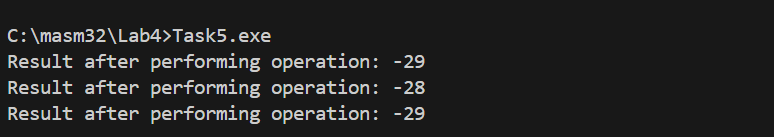 C:\masm32\Lab4>Task5.exe
Result after performing operation: -29
Result after performing operation: -28
Result after performing operation: -29